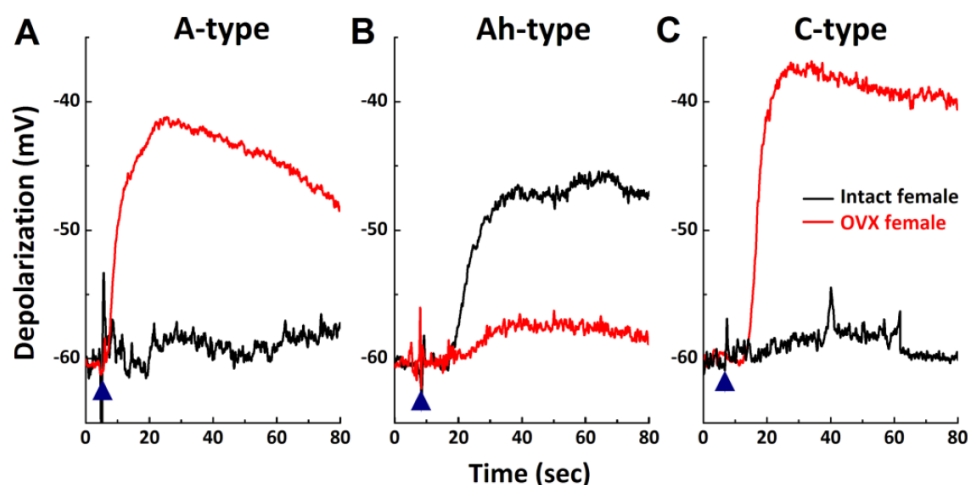 A A-type B Ah-type C C-type
Depolarization (mV)
-40 -40 -40
-50 -50 -50
-60 -60 -60
Intact female
OVX female
0 20 40 60 80 0 20 40 60 80 0 20 40 60 80
Time (sec)